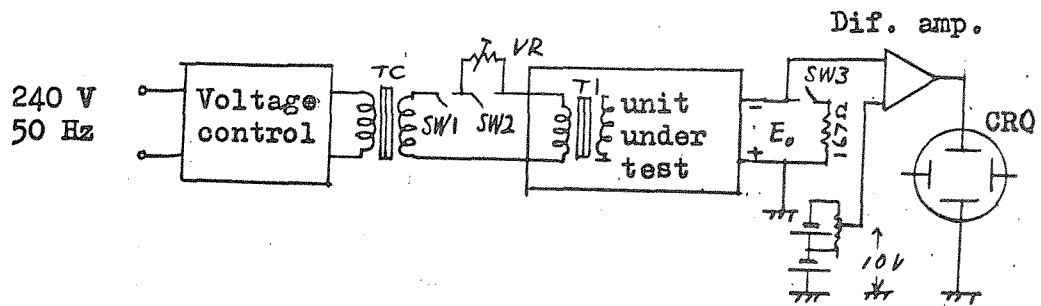 Dif. amp.
240 V
50 Hz
Voltage
control
TC
SW1
VR
SW2
T1
unit
under
test
-
E₀
+
SW3
167Ω
CRO
10V